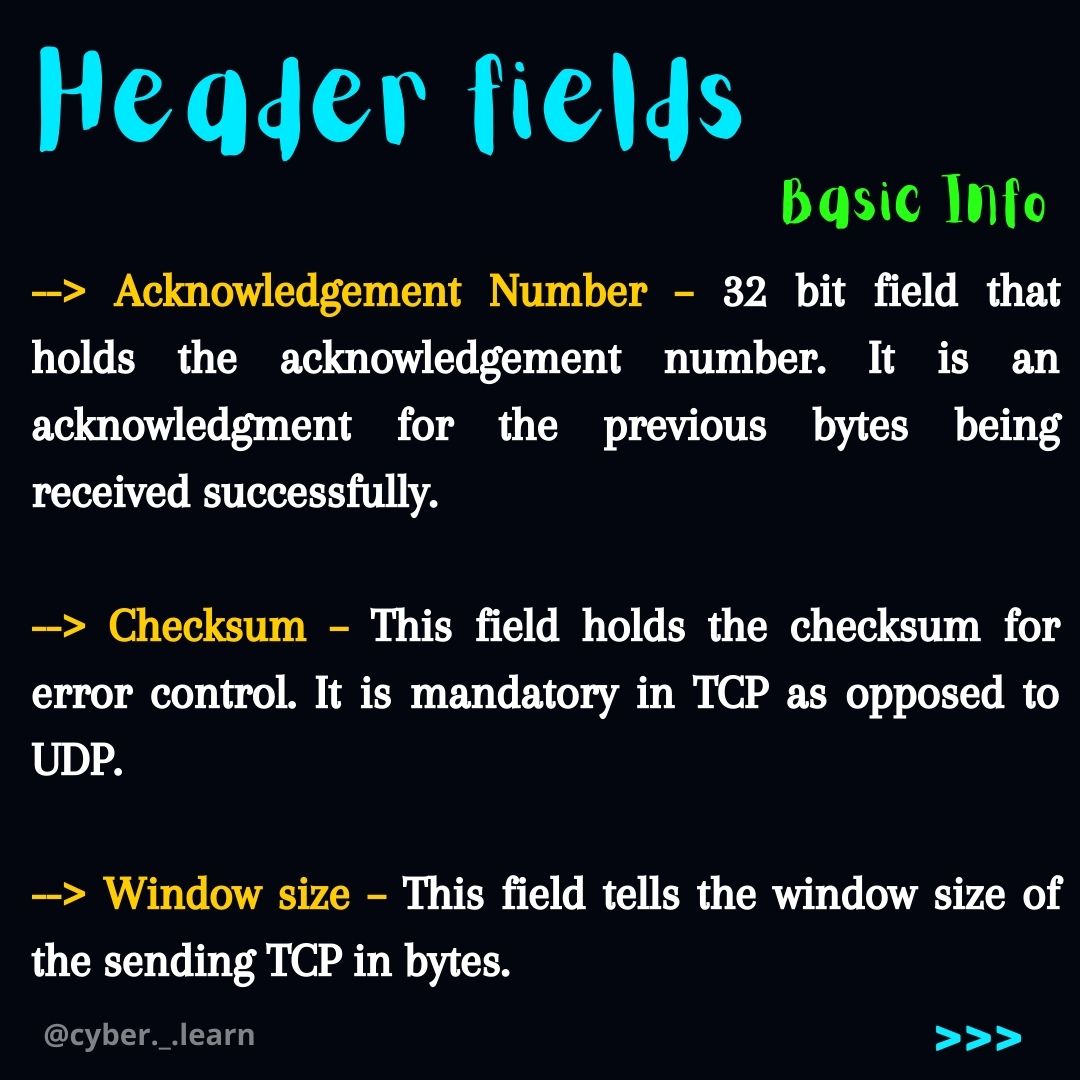 Header fields
Basic Info
--> Acknowledgement Number – 32 bit field that
holds the acknowledgement number. It is an
acknowledgment for the previous bytes being
received successfully.
--> Checksum – This field holds the checksum for
error control. It is mandatory in TCP as opposed to
UDP.
--> Window size – This field tells the window size of
the sending TCP in bytes.
@cyber._.learn
>>>